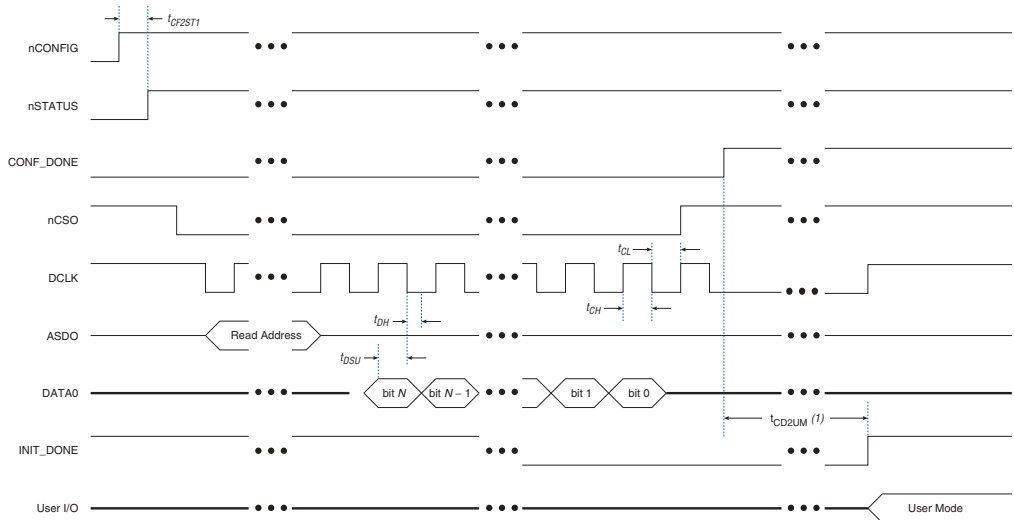 tCF2ST1
nCONFIG
nSTATUS
CONF_DONE
nCSO
tCL
DCLK
tCH
tDH
ASDO
Read Address
tDSU
DATA0
bit N
bit N – 1
bit 1
bit 0
tCD2UM (1)
INIT_DONE
User I/O
User Mode